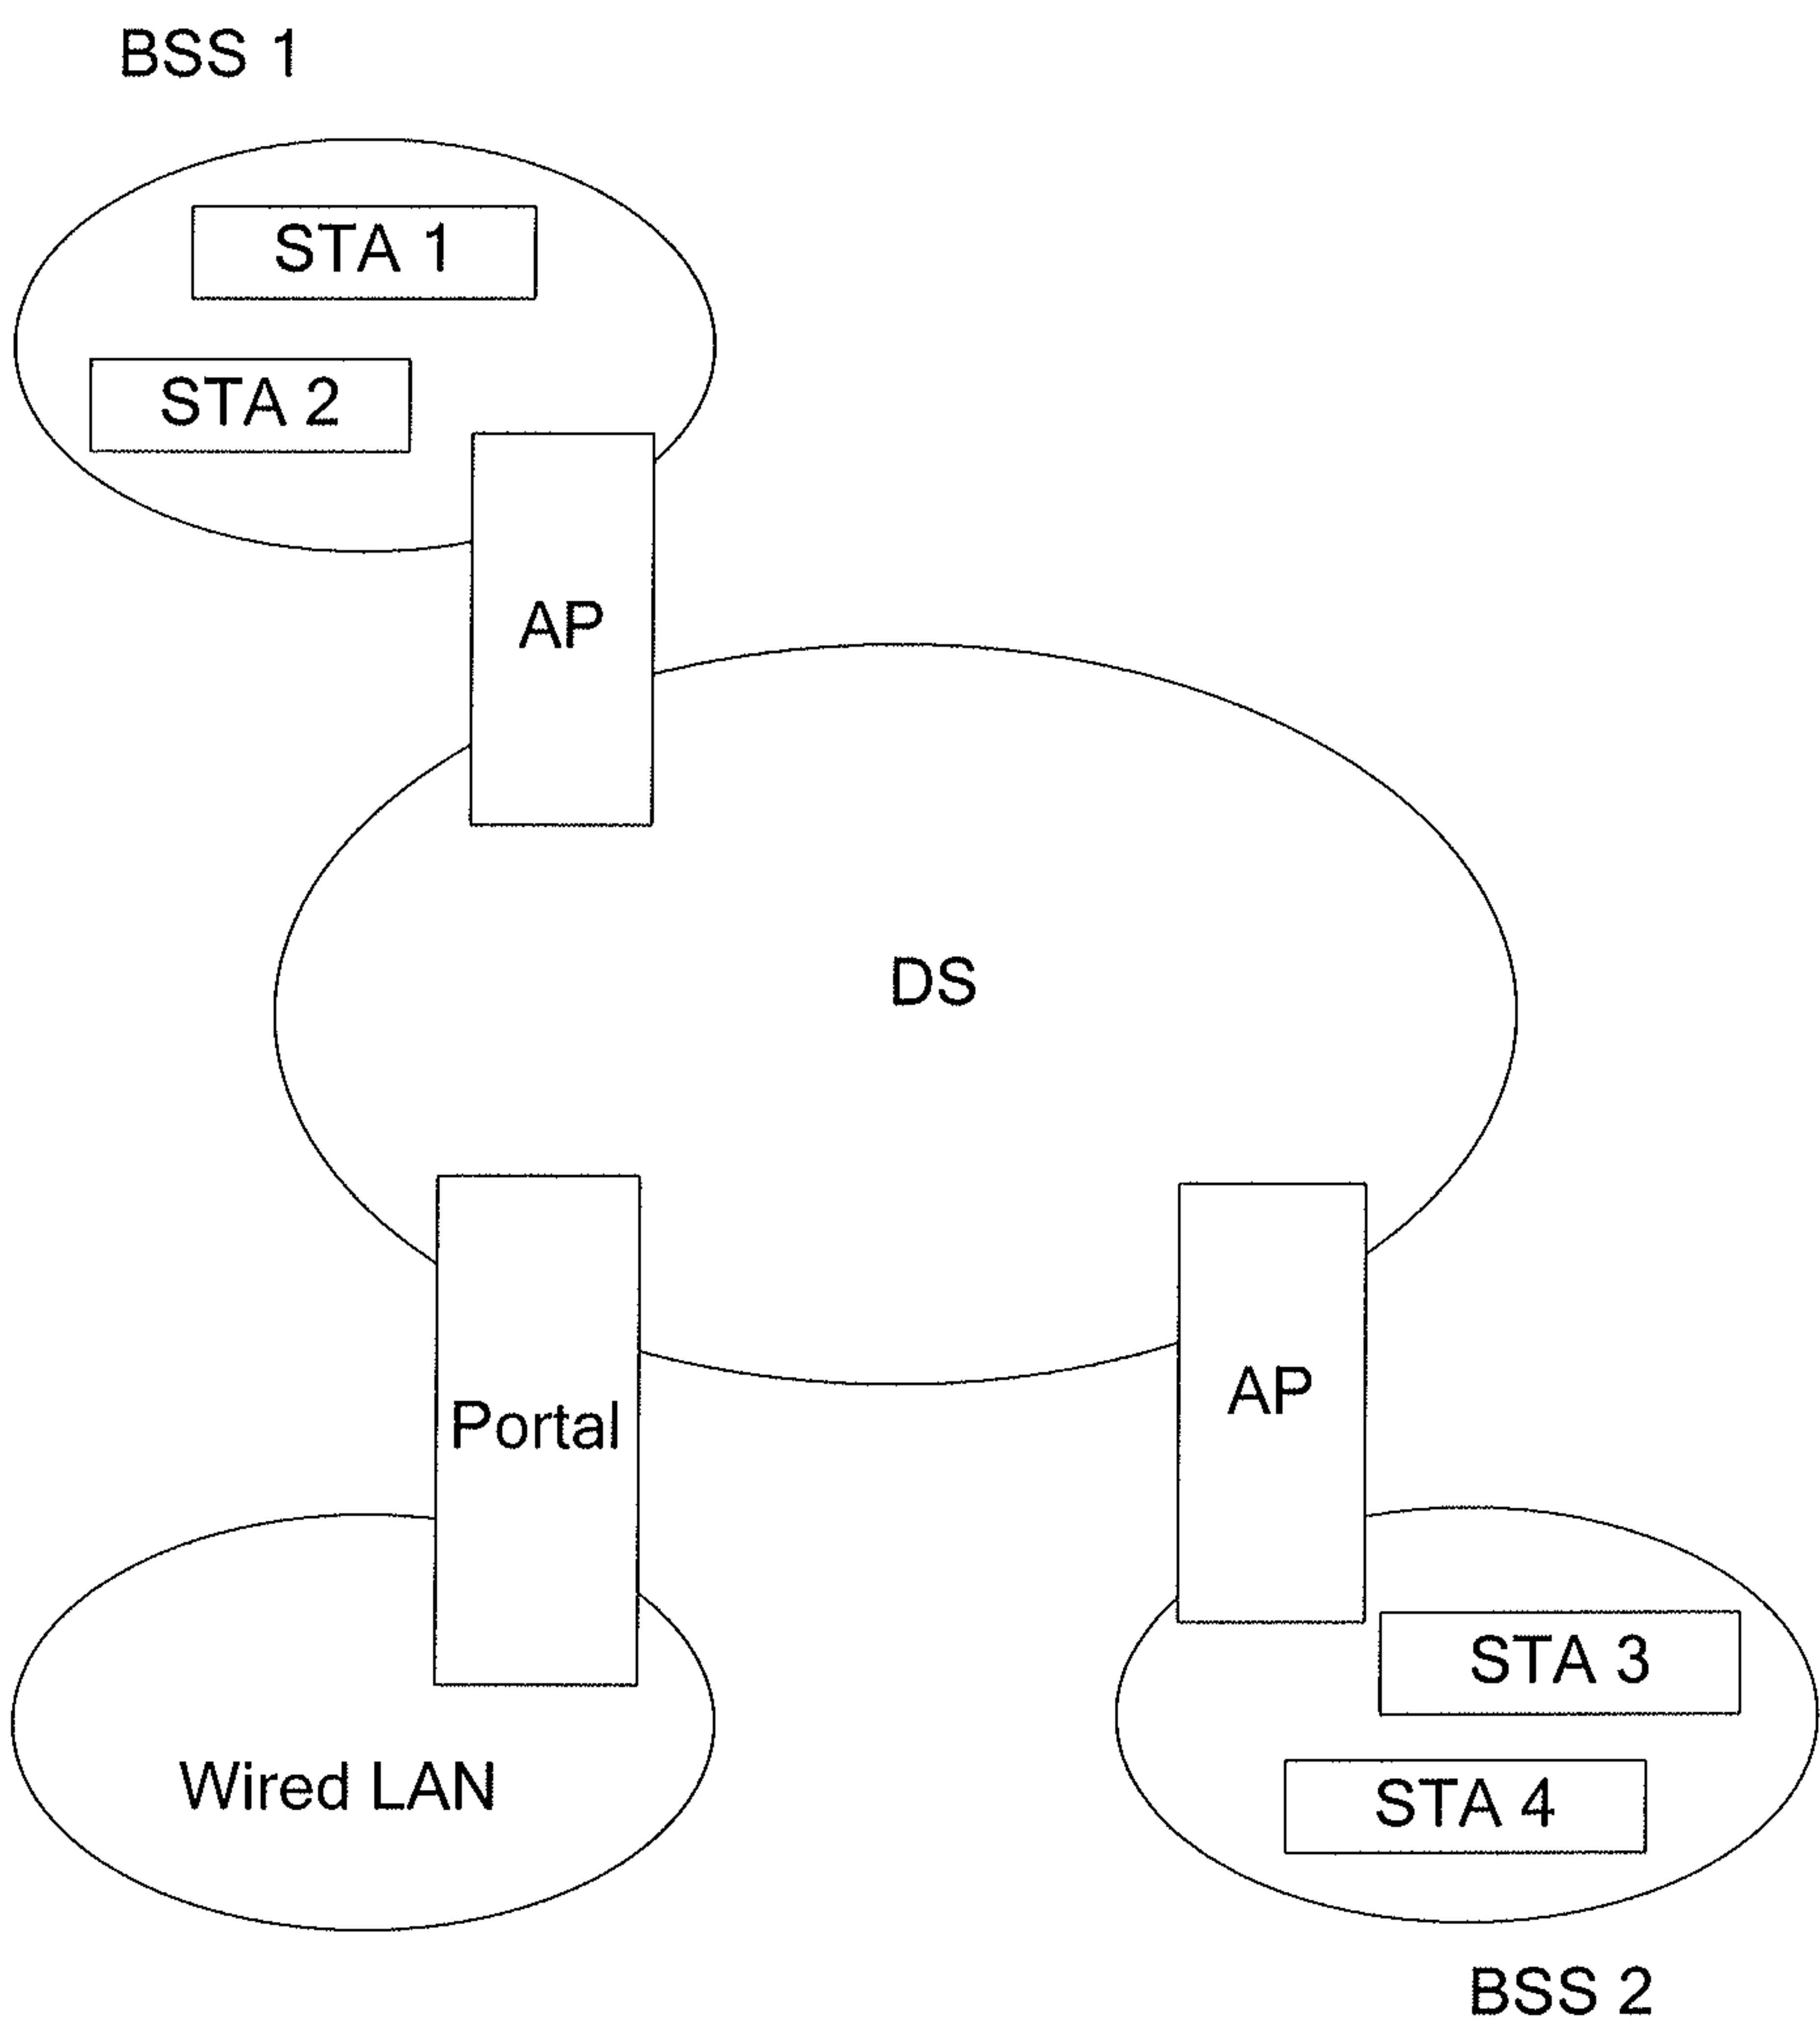 BSS 1
STA 1
STA 2
AP
DS
Portal
AP
Wired LAN
STA 3
STA 4
BSS 2